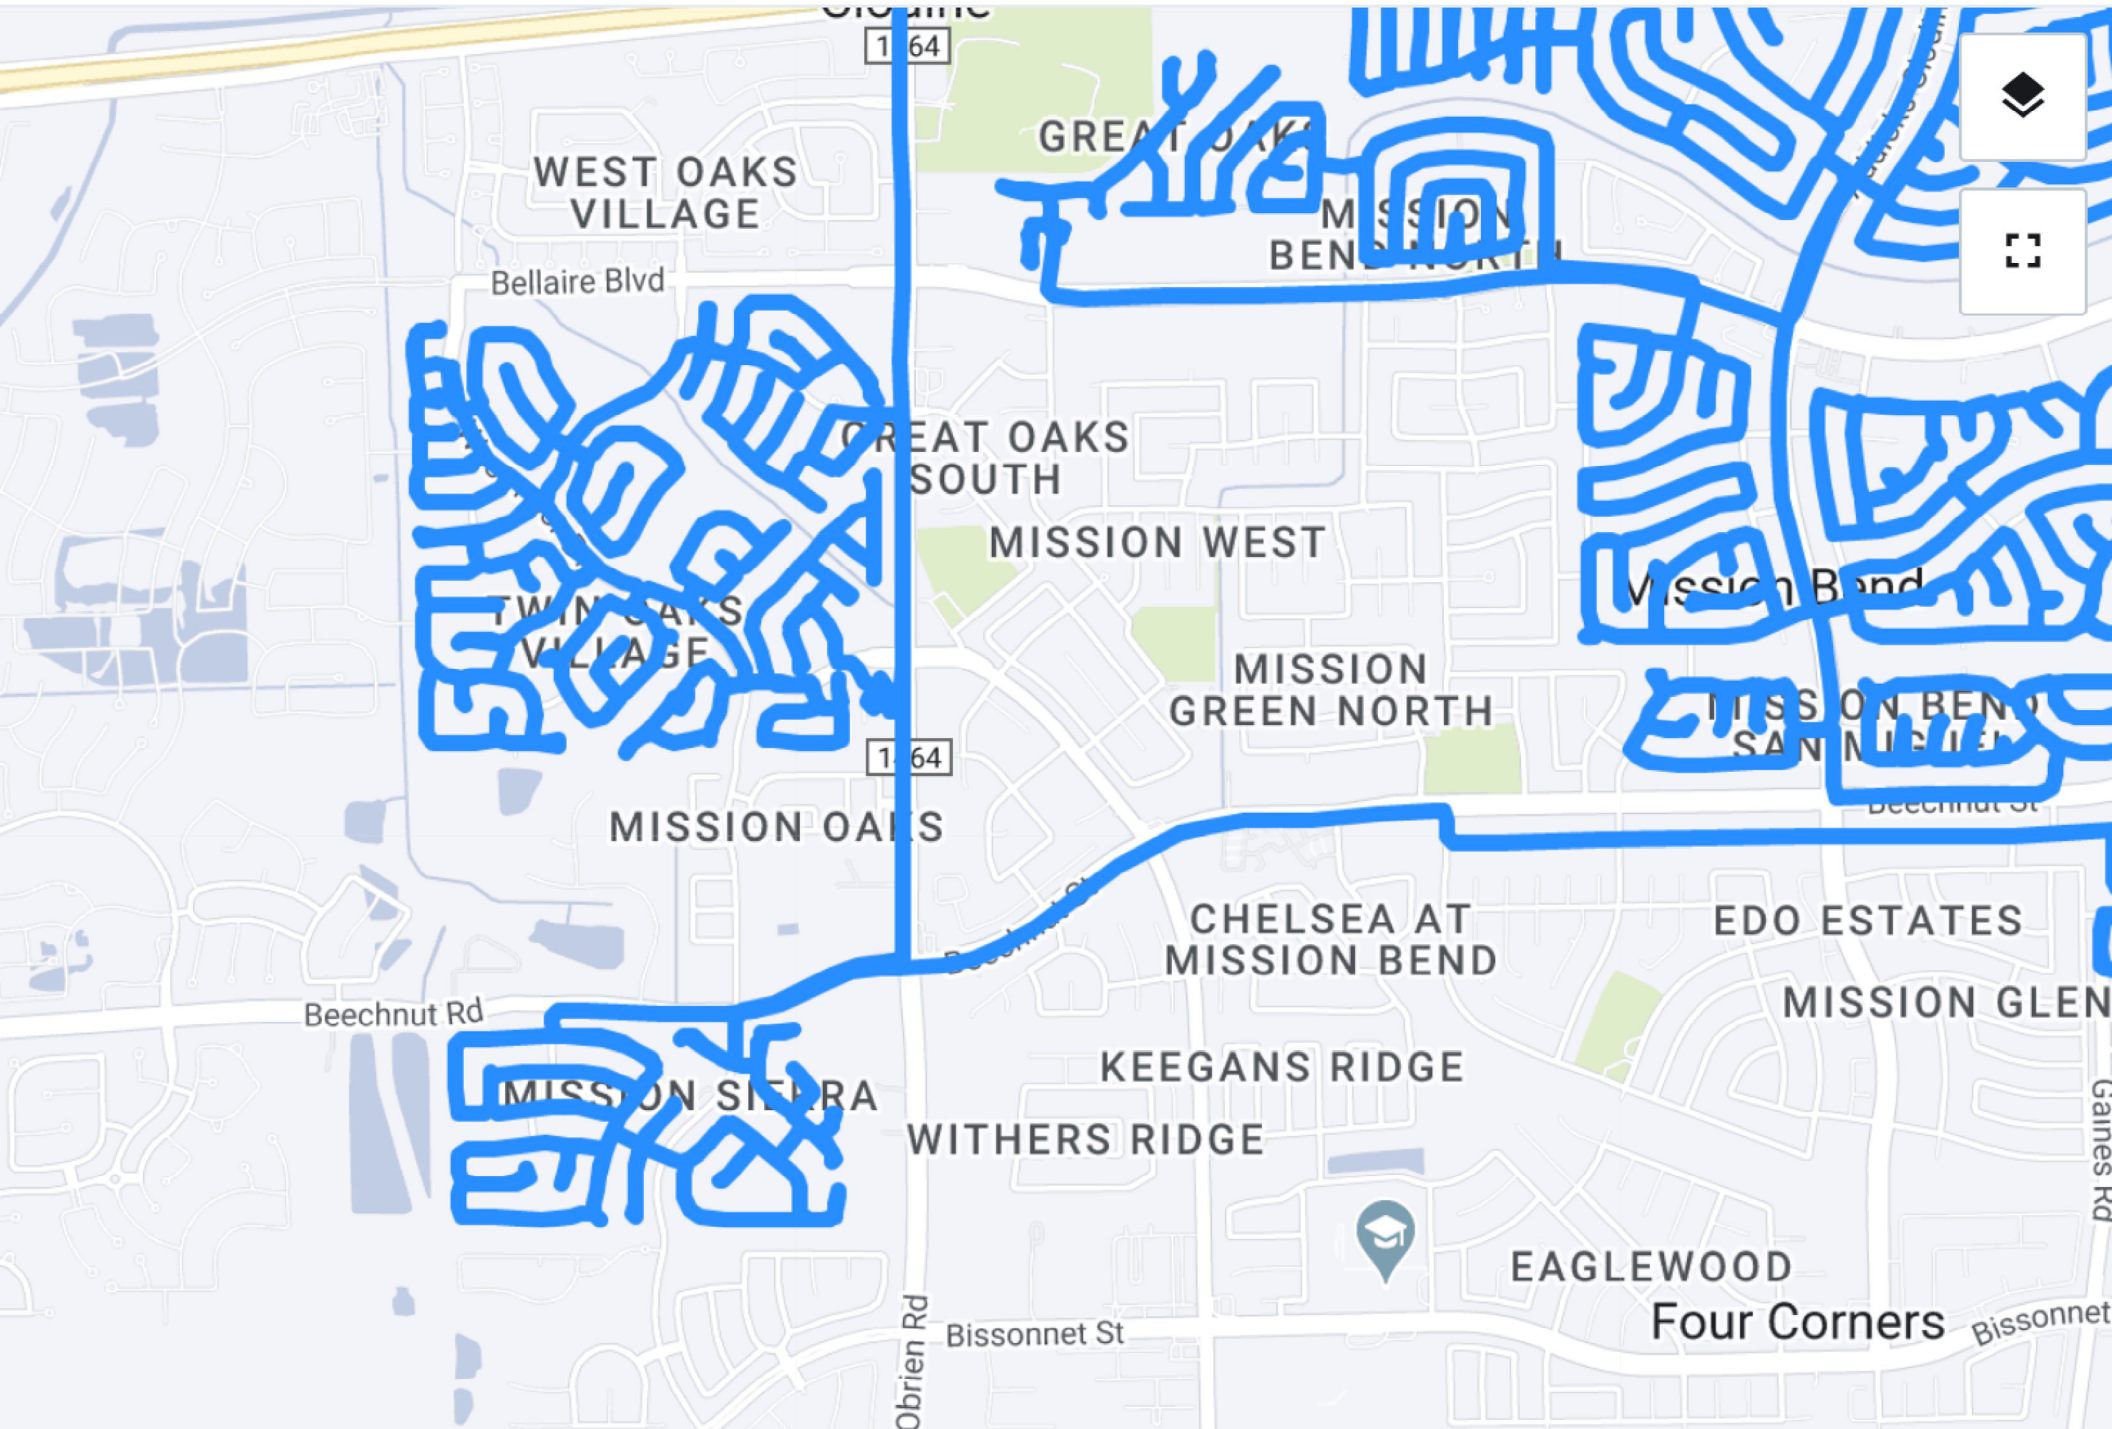 1464
GREAT OAKS
WEST OAKS
VILLAGE
MISSION
BEND NORTH
Bellaire Blvd
GREAT OAKS
SOUTH
MISSION WEST
Mission Bend
TWIN OAKS
VILLAGE
MISSION
GREEN NORTH
MISSION BEND
SAN MIGUEL
1464
Beechnut St
MISSION OAKS
Beechnut St
CHELSEA AT
MISSION BEND
EDO ESTATES
MISSION GLEN
Beechnut Rd
KEEGANS RIDGE
MISSION SIERRA
WITHERS RIDGE
Gaines Rd
EAGLEWOOD
Four Corners
Bissonnet St
Bissonnet
Obrien Rd